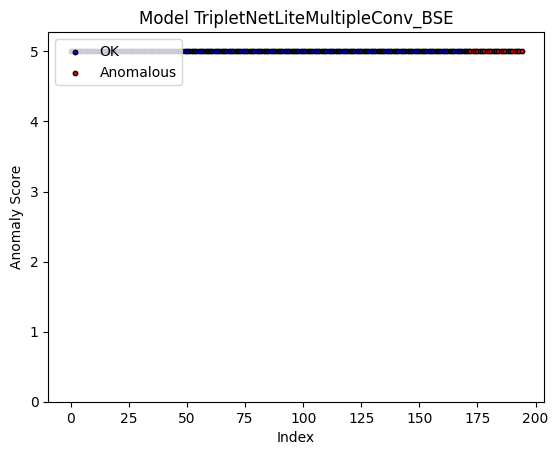 Model TripletNetLiteMultipleConv_BSE
OK
Anomalous
Anomaly Score
5
4
3
2
1
0
0 25 50 75 100 125 150 175 200
Index